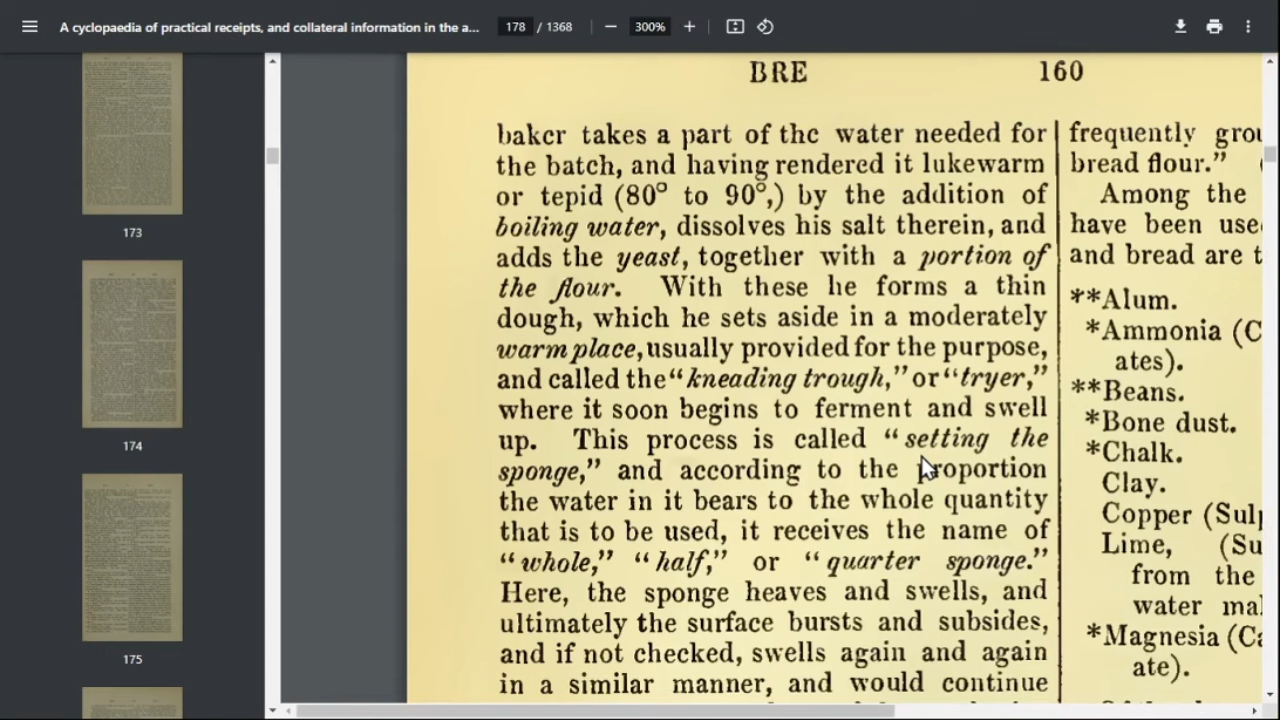 A cyclopaedia of practical receipts, and collateral information in the a...
178 / 1368
300%
173
174
175
BRE
160
baker takes a part of the water needed for
the batch, and having rendered it lukewarm
or tepid (80° to 90°,) by the addition of
boiling water, dissolves his salt therein, and
adds the yeast, together with a portion of
the flour. With these he forms a thin
dough, which he sets aside in a moderately
warm place, usually provided for the purpose,
and called the “kneading trough,” or “tryer,”
where it soon begins to ferment and swell
up. This process is called “setting the
sponge,” and according to the proportion
the water in it bears to the whole quantity
that is to be used, it receives the name of
“whole,” “half,” or “quarter sponge.”
Here, the sponge heaves and swells, and
ultimately the surface bursts and subsides,
and if not checked, swells again and again
in a similar manner, and would continue
frequently grou
bread flour.”
Among the
have been use
and bread are t
**Alum.
*Ammonia (C
ates).
**Beans.
*Bone dust.
*Chalk.
Clay.
Copper (Sulp
Lime, (Su
from the
water ma
*Magnesia (Ca
ate).